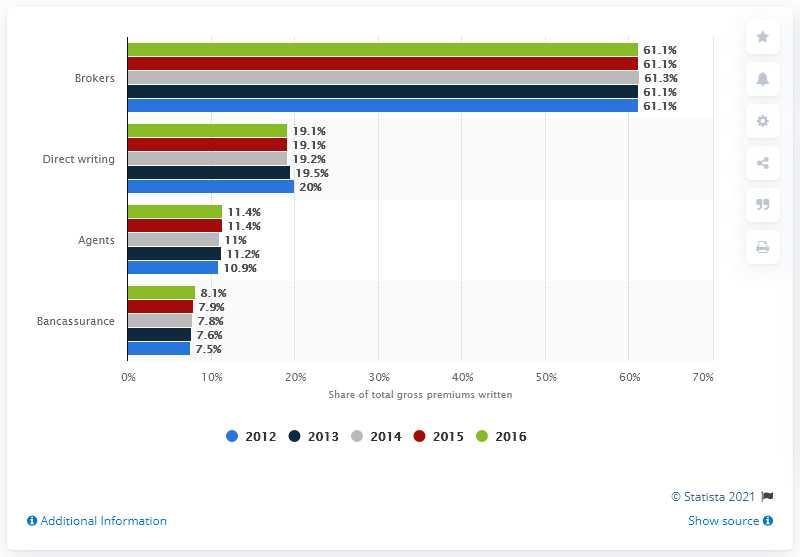 Brokers
61.1%
61.1%
61.3%
61.1%
61.1%
Direct writing
19.1%
19.1%
19.2%
19.5%
20%
Agents
11.4%
11.4%
11%
11.2%
10.9%
Bancassurance
8.1%
7.9%
7.8%
7.6%
7.5%
0% 10% 20% 30% 40% 50% 60% 70%
Share of total gross premiums written
2012 2013 2014 2015 2016
© Statista 2021
Additional Information Show source